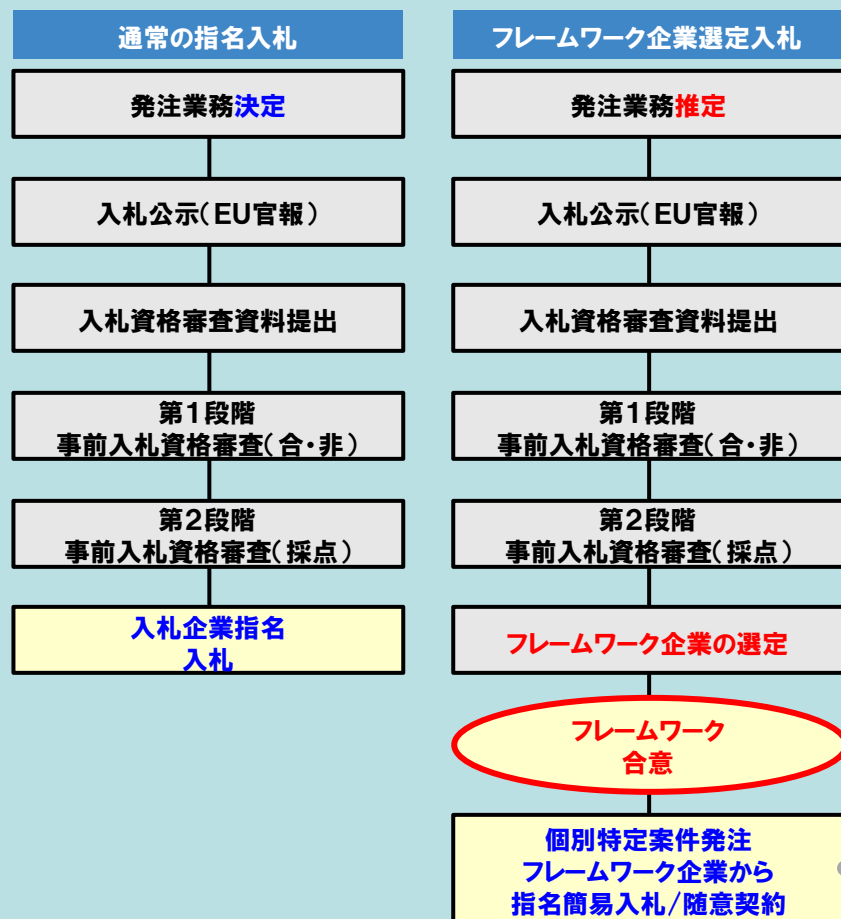 通常の指名入札
発注業務決定
入札公示(EU官報)
入札資格審査資料提出
第1段階
事前入札資格審査(合・非)
第2段階
事前入札資格審査(採点)
入札企業指名
入札
フレームワーク企業選定入札
発注業務推定
入札公示(EU官報)
入札資格審査資料提出
第1段階
事前入札資格審査(合・非)
第2段階
事前入札資格審査(採点)
フレームワーク企業の選定
フレームワーク
合意
個別特定案件発注
フレームワーク企業から
指名簡易入札/随意契約